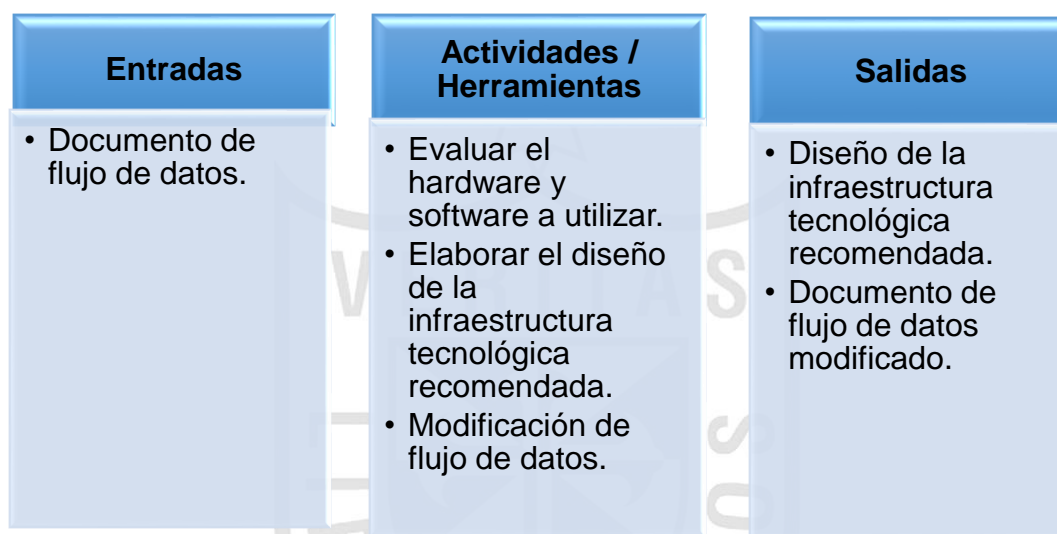 Entradas
• Documento de
flujo de datos.
Actividades /
Herramientas
• Evaluar el
hardware y
software a utilizar.
• Elaborar el diseño
de la
infraestructura
tecnológica
recomendada.
• Modificación de
flujo de datos.
Salidas
• Diseño de la
infraestructura
tecnológica
recomendada.
• Documento de
flujo de datos
modificado.